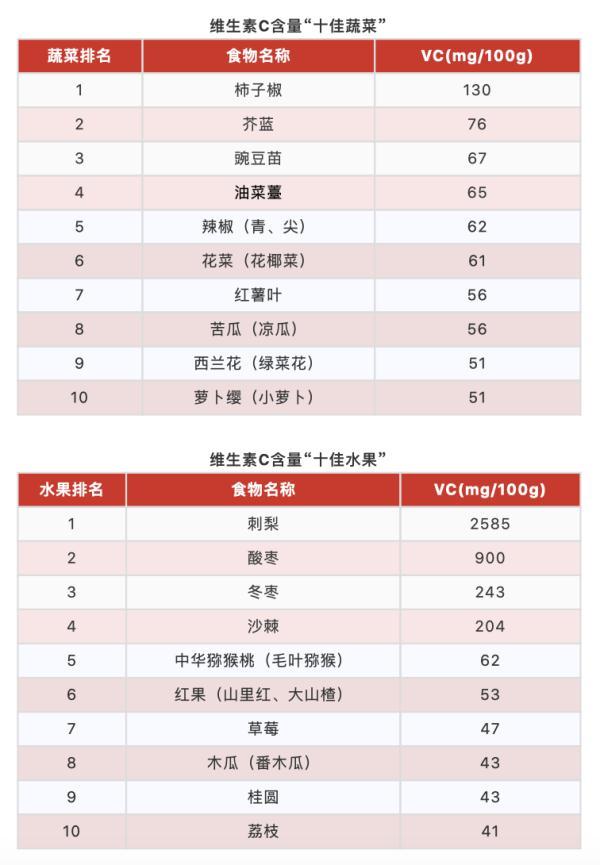 维生素C含量“十佳蔬菜”
蔬菜排名 食物名称 VC(mg/100g)
1 柿子椒 130
2 芥蓝 76
3 豌豆苗 67
4 油菜薹 65
5 辣椒（青、尖） 62
6 花菜（花椰菜） 61
7 红薯叶 56
8 苦瓜（凉瓜） 56
9 西兰花（绿菜花） 51
10 萝卜缨（小萝卜） 51
维生素C含量“十佳水果”
水果排名 食物名称 VC(mg/100g)
1 刺梨 2585
2 酸枣 900
3 冬枣 243
4 沙棘 204
5 中华猕猴桃（毛叶猕猴） 62
6 红果（山里红、大山楂） 53
7 草莓 47
8 木瓜（番木瓜） 43
9 桂圆 43
10 荔枝 41